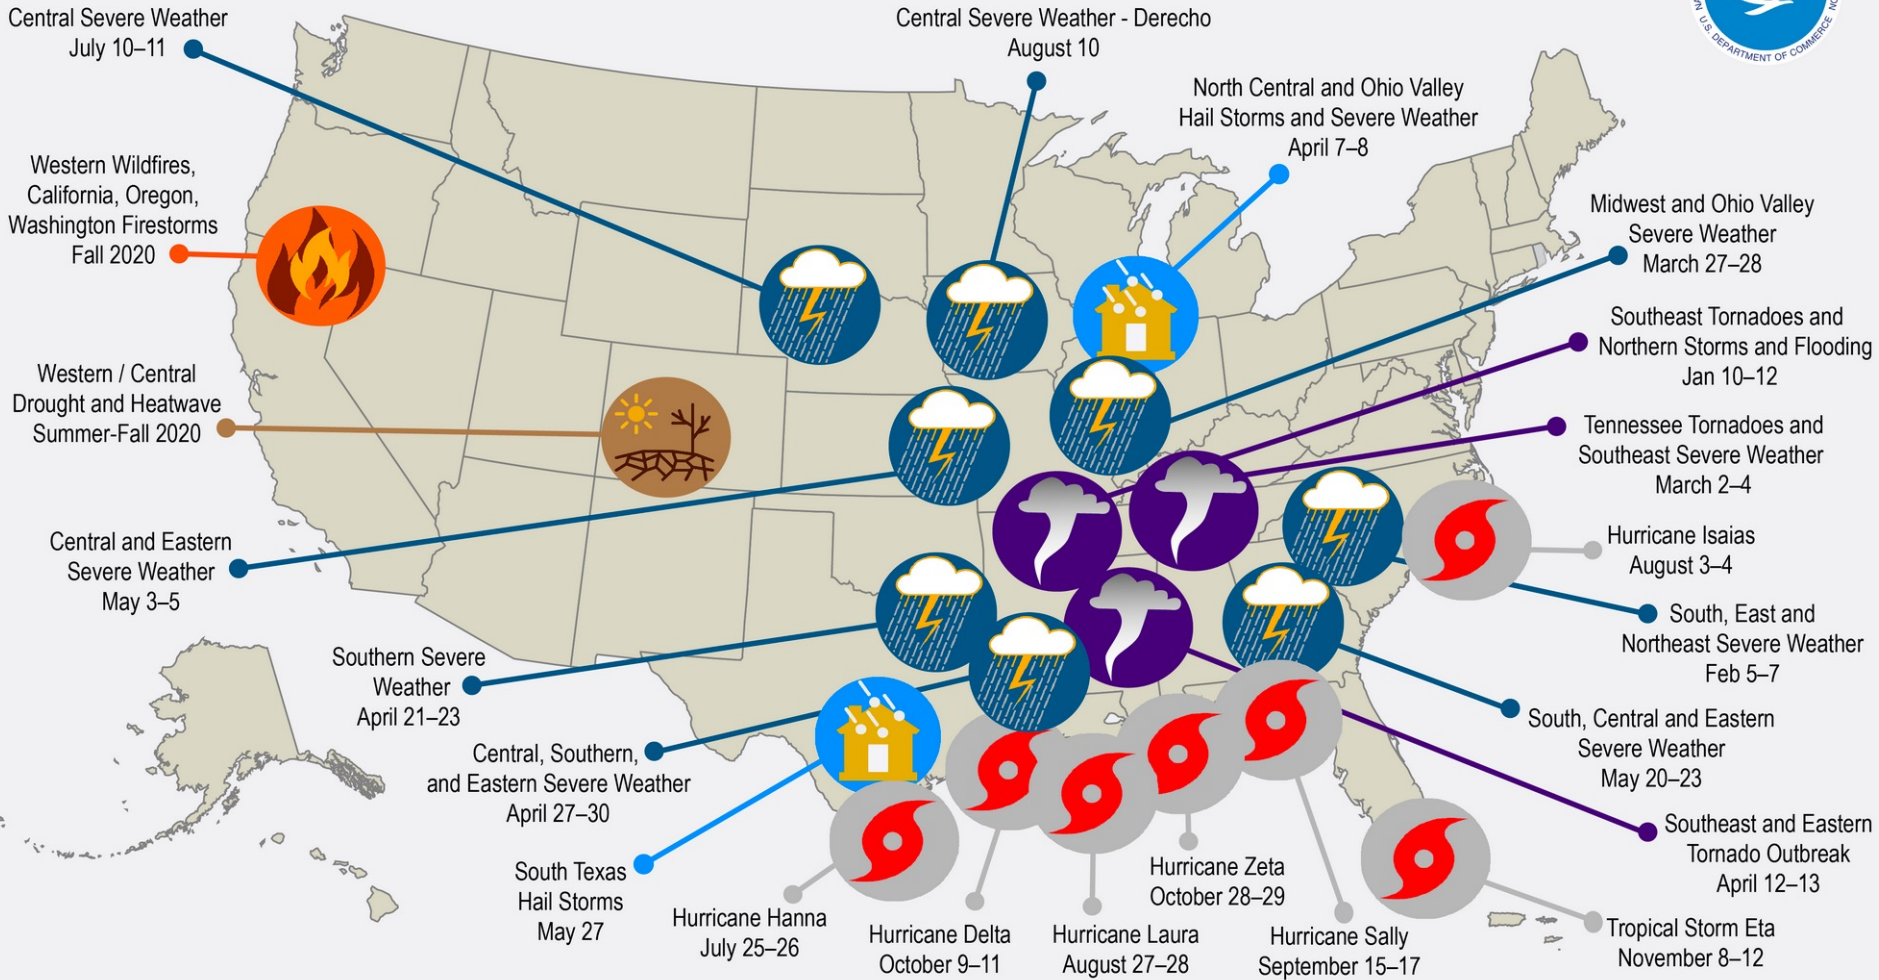 Central Severe Weather
July 10–11
Central Severe Weather - Derecho
August 10
U.S. DEPARTMENT OF COMMERCE
North Central and Ohio Valley
Hail Storms and Severe Weather
April 7–8
Western Wildfires,
California, Oregon,
Washington Firestorms
Fall 2020
Midwest and Ohio Valley
Severe Weather
March 27–28
Southeast Tornadoes and
Northern Storms and Flooding
Jan 10–12
Western / Central
Drought and Heatwave
Summer-Fall 2020
Tennessee Tornadoes and
Southeast Severe Weather
March 2–4
Central and Eastern
Severe Weather
May 3–5
Hurricane Isaias
August 3–4
South, East and
Northeast Severe Weather
Feb 5–7
Southern Severe
Weather
April 21–23
South, Central and Eastern
Severe Weather
May 20–23
Central, Southern,
and Eastern Severe Weather
April 27–30
Southeast and Eastern
Tornado Outbreak
April 12–13
South Texas
Hail Storms
May 27
Hurricane Hanna
July 25–26
Hurricane Delta
October 9–11
Hurricane Laura
August 27–28
Hurricane Zeta
October 28–29
Hurricane Sally
September 15–17
Tropical Storm Eta
November 8–12